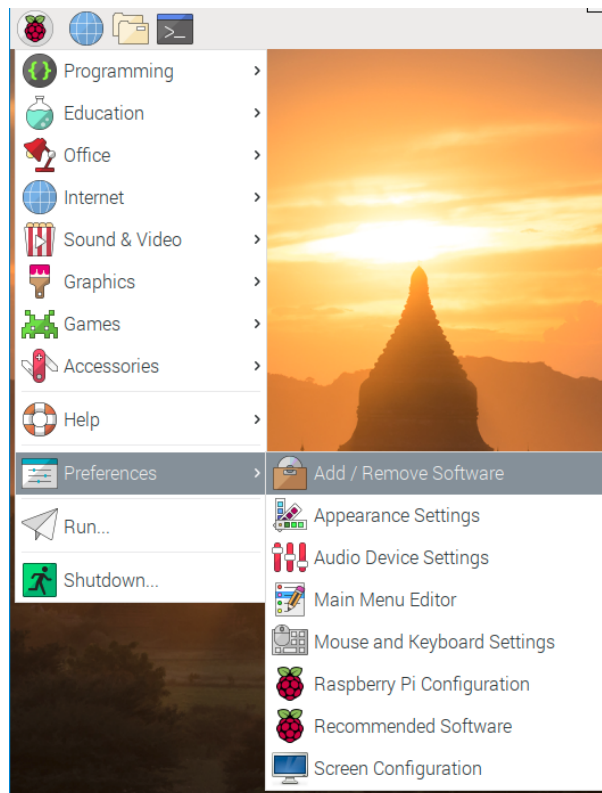 >_
Programming
Education
Office
Internet
Sound & Video
Graphics
Games
Accessories
Help
Preferences
Add / Remove Software
Appearance Settings
Run...
Audio Device Settings
Shutdown...
Main Menu Editor
Mouse and Keyboard Settings
Raspberry Pi Configuration
Recommended Software
Screen Configuration